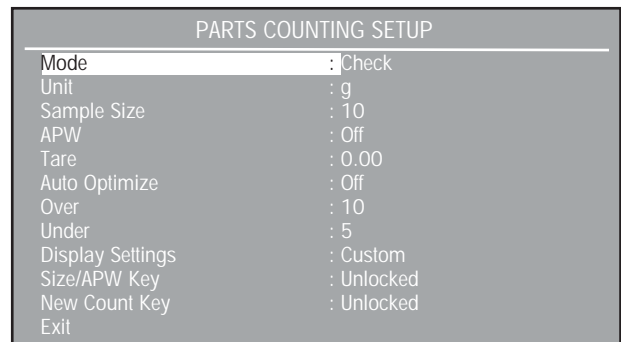 PARTS COUNTING SETUP
Mode : Check
Unit : g
Sample Size : 10
APW : Off
Tare : 0.00
Auto Optimize : Off
Over : 10
Under : 5
Display Settings : Custom
Size/APW Key : Unlocked
New Count Key : Unlocked
Exit